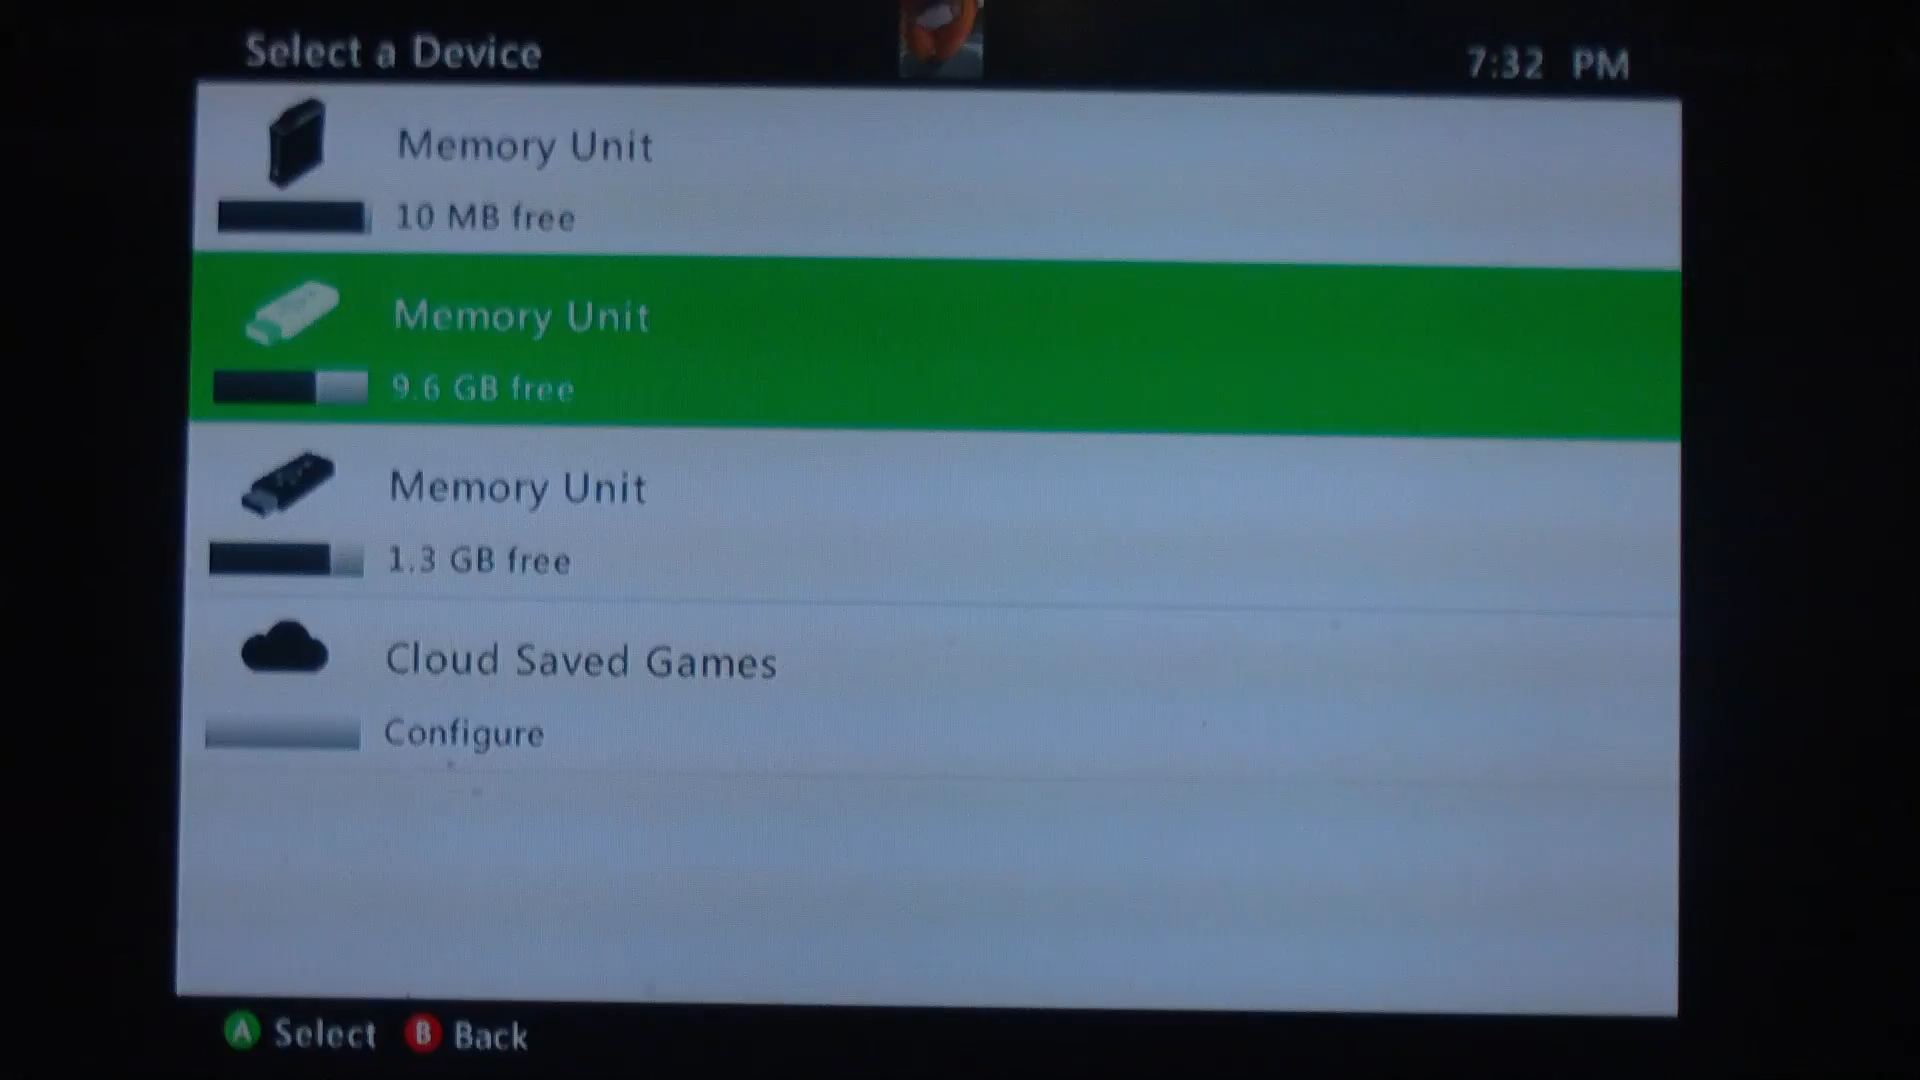 Select a Device
7:32 PM
Memory Unit
10 MB free
Memory Unit
9.6 GB free
Memory Unit
1.3 GB free
Cloud Saved Games
Configure
A Select B Back